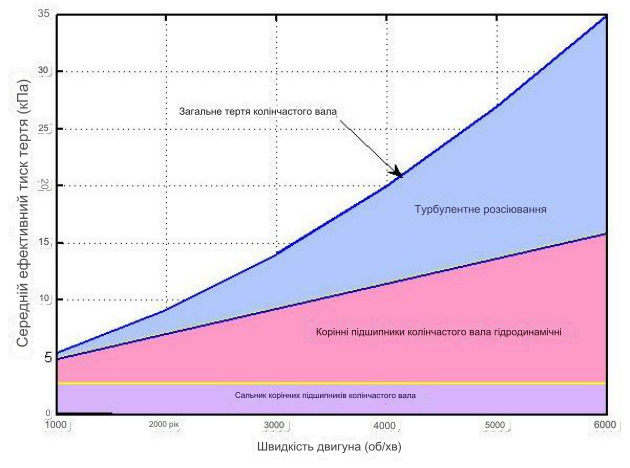 35
30
25
20
15
10
5
0
Середній ефективний тиск тертя (кПа)
Загальне тертя колінчастого вала
Турбулентне розсіювання
Корінні підшипники колінчастого вала гідродинамічні
Сальник корінних підшипників колінчастого вала
1000 2000 рік 3000 4000 5000 6000
Швидкість двигуна (об/хв)